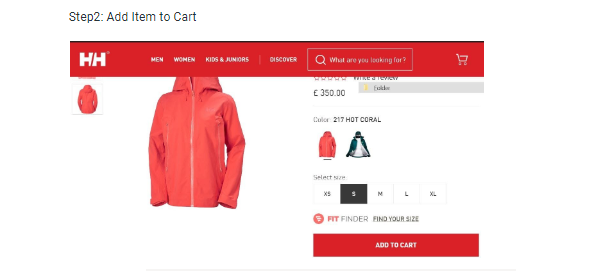 Step2: Add Item to Cart
HH
MEN WOMEN KIDS & JUNIORS DISCOVER What are you looking for?
Write a review
£ 350.00
Folder
Color: 217 HOT CORAL
Select size
XS S M L XL
FIT FINDER FIND YOUR SIZE
ADD TO CART